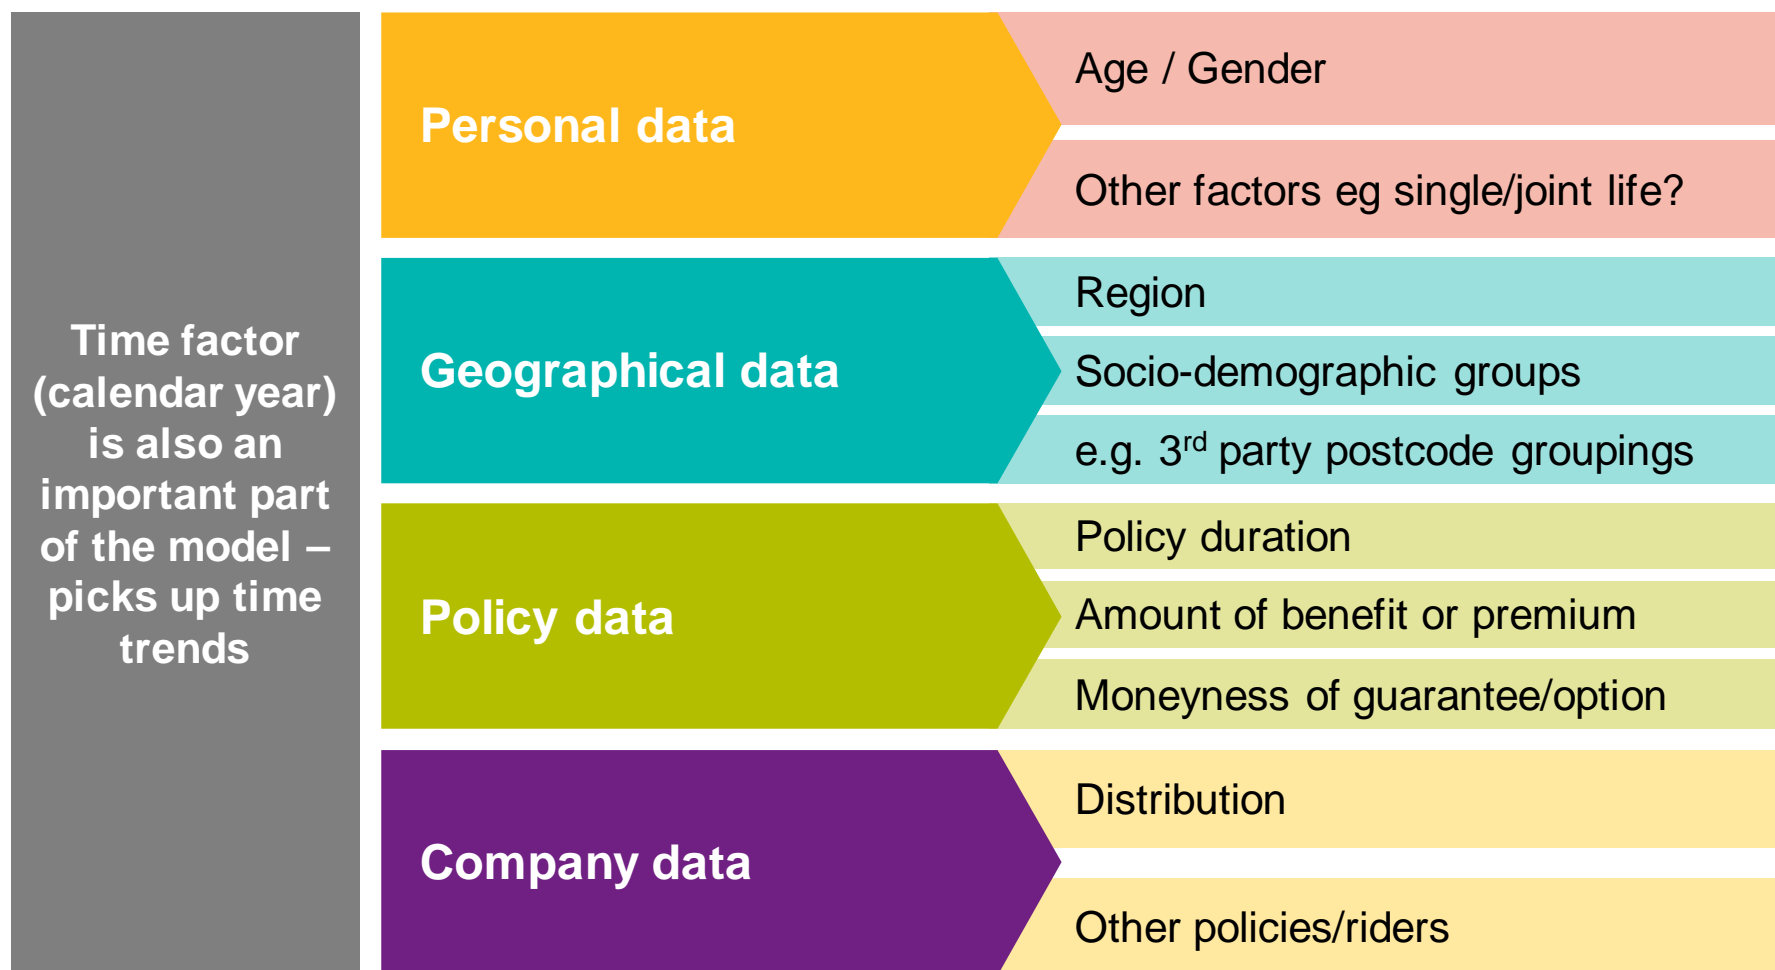 Time factor
(calendar year)
is also an
important part
of the model –
picks up time
trends
Personal data
Age / Gender
Other factors eg single/joint life?
Geographical data
Region
Socio-demographic groups
e.g. 3rd party postcode groupings
Policy data
Policy duration
Amount of benefit or premium
Moneyness of guarantee/option
Company data
Distribution
Other policies/riders